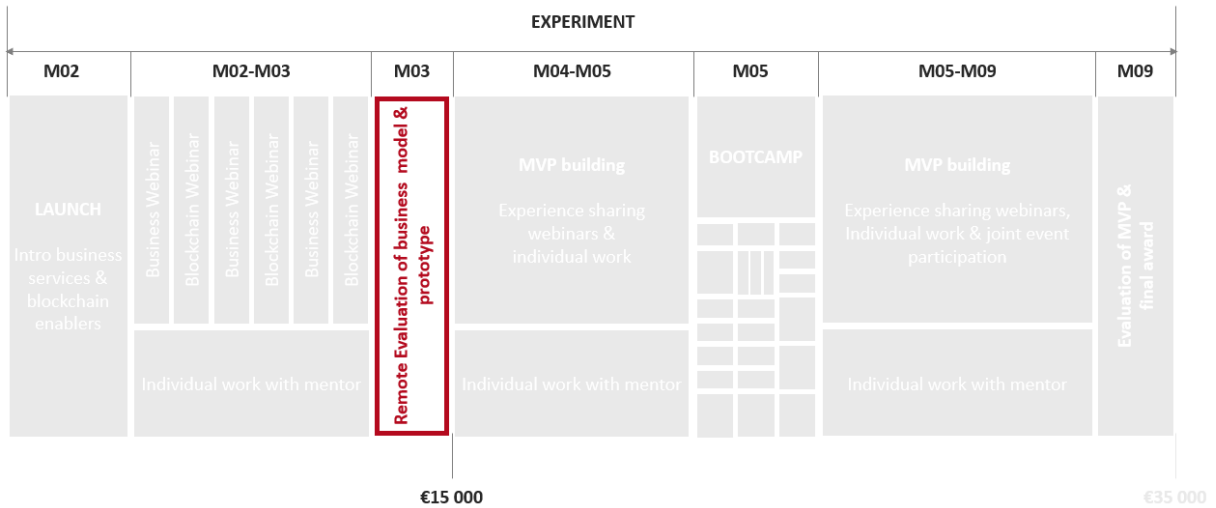 EXPERIMENT
M02
M02-M03
M03
M04-M05
M05
M05-M09
M09
LAUNCH
Intro business
services &
blockchain
enablers
Business Webinar
Blockchain Webinar
Business Webinar
Blockchain Webinar
Business Webinar
Blockchain Webinar
Individual work with mentor
Remote Evaluation of business model &
prototype
MVP building
Experience sharing
webinars &
individual work
Individual work with mentor
BOOTCAMP
MVP building
Experience sharing webinars,
Individual work & joint event
participation
Individual work with mentor
Evaluation of MVP &
final award
€15 000
€35 000